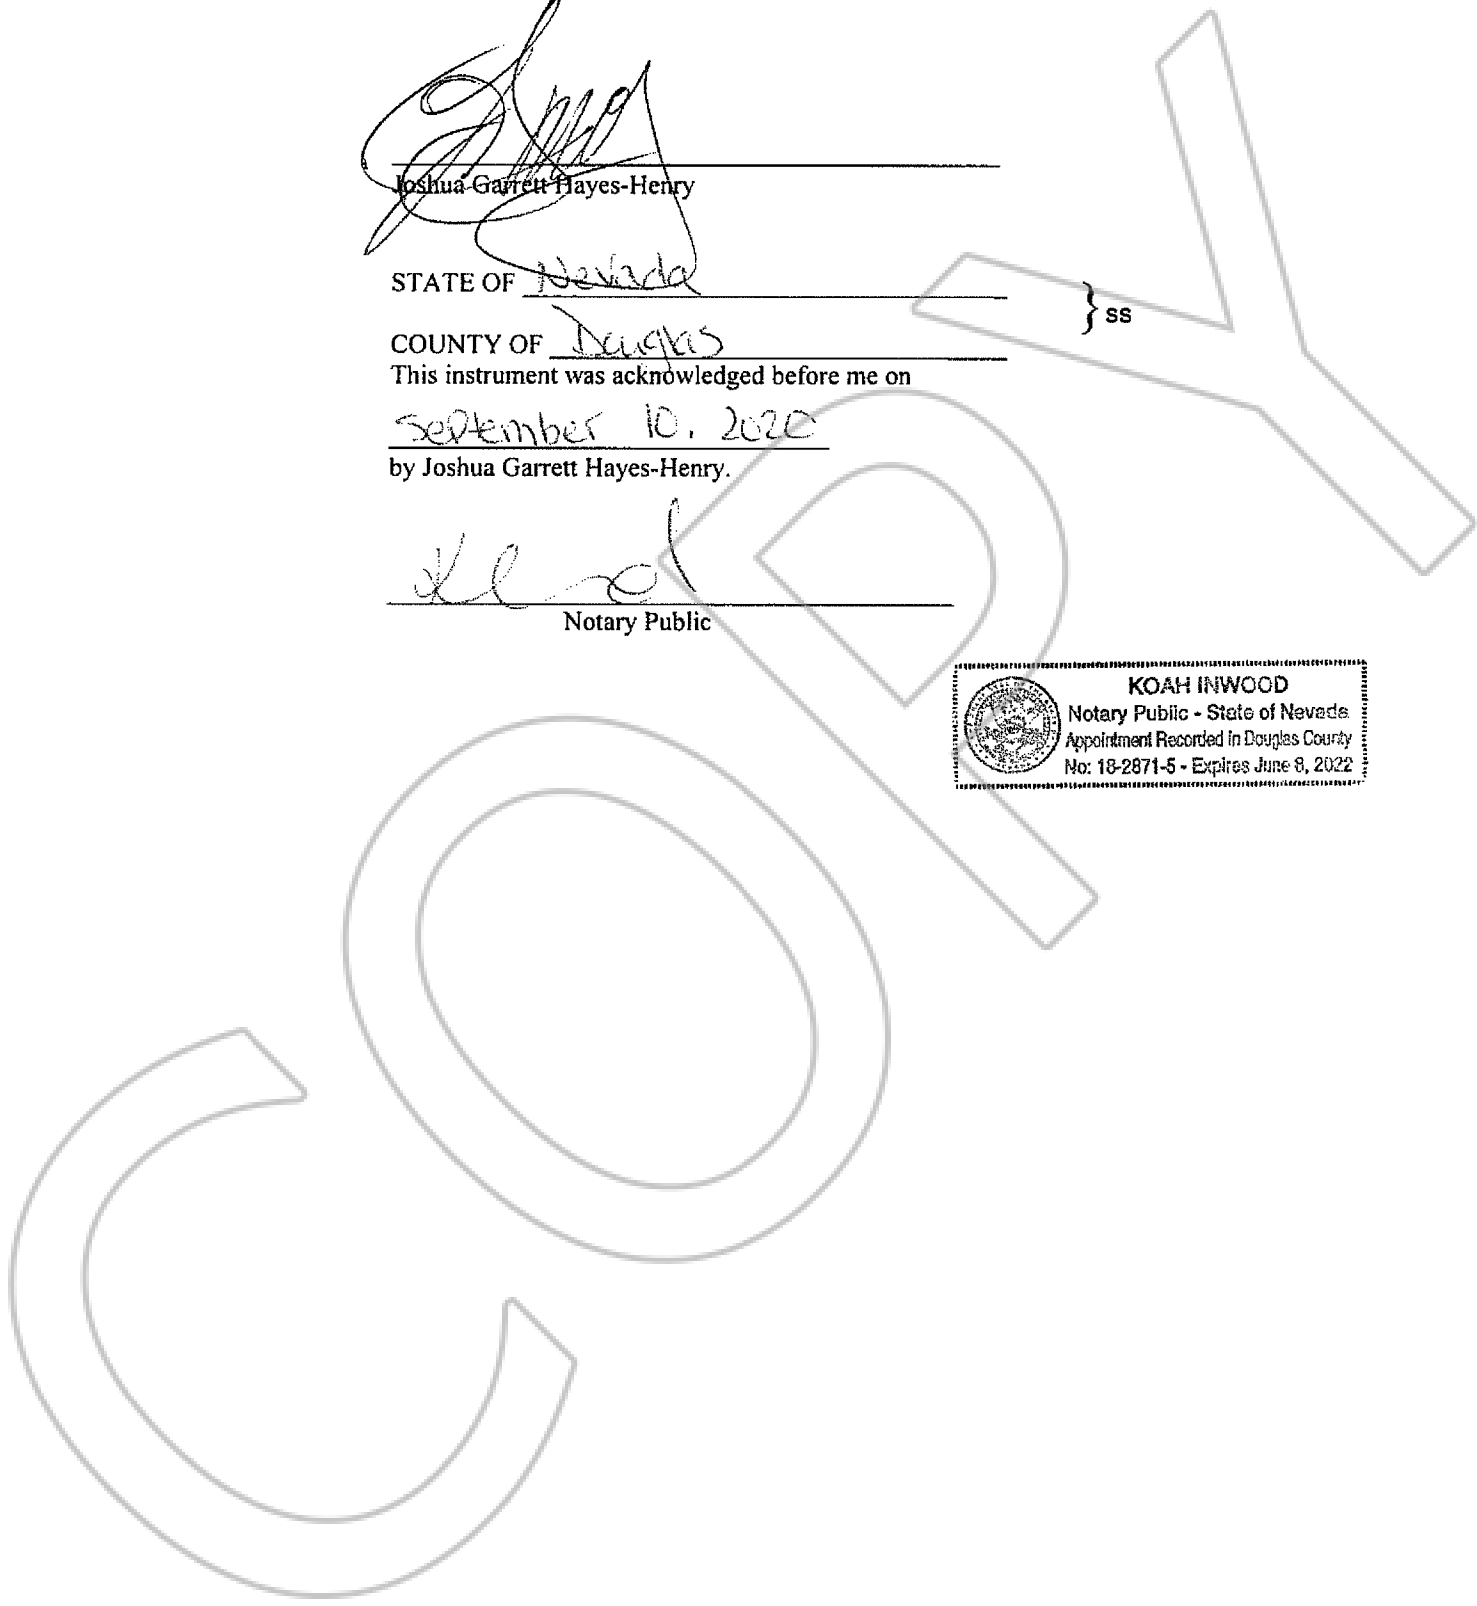 Joshua Garrett Hayes-Henry
STATE OF Nevada
} ss
COUNTY OF Douglas
This instrument was acknowledged before me on
September 10, 2020
by Joshua Garrett Hayes-Henry.
Notary Public
KOAH INWOOD
Notary Public - State of Nevada
Appointment Recorded in Douglas County
No: 18-2871-5 - Expires June 8, 2022
COPY